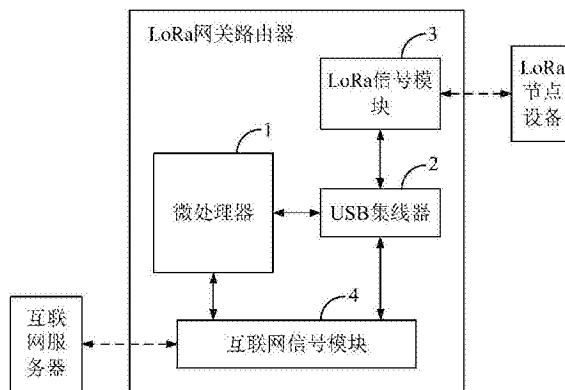 LoRa网关路由器
3
LoRa信号模
块
LoRa
节点
设备
1
微处理器
2
USB集线器
4
互联网信号模块
互联
网服
务器